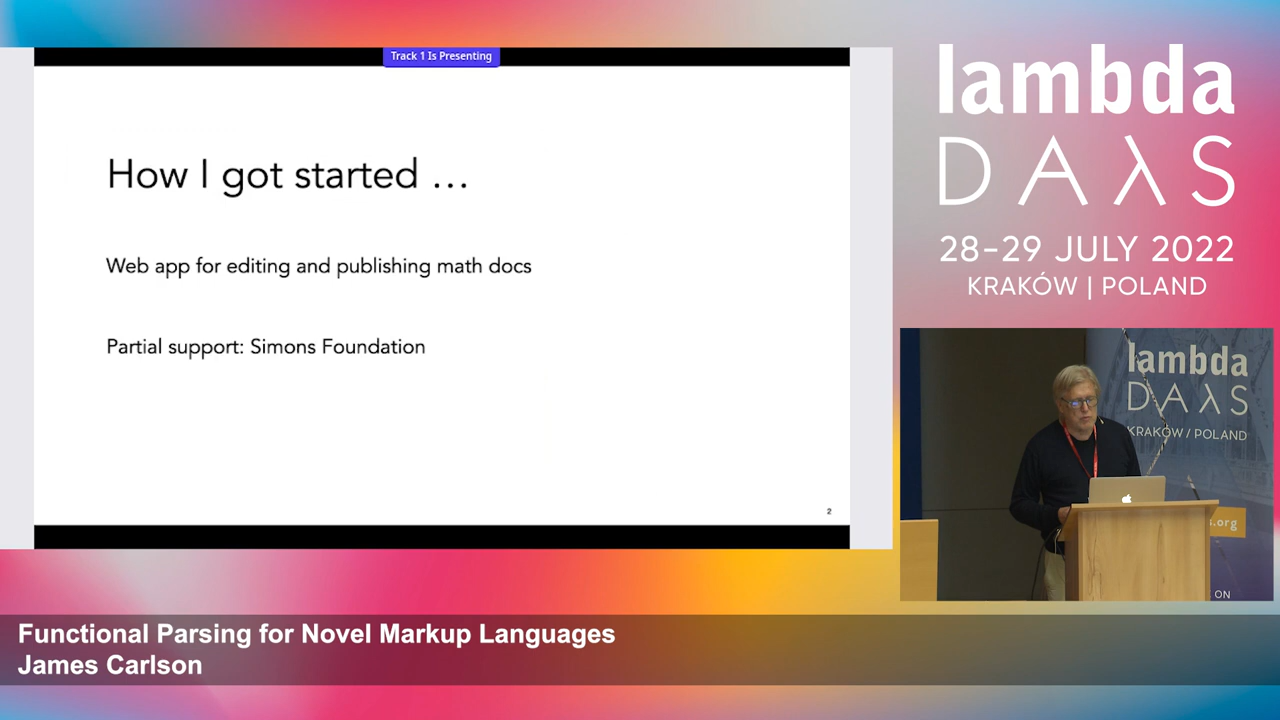 Track 1 Is Presenting
How I got started ...
Web app for editing and publishing math docs
Partial support: Simons Foundation
2
lambda
DAλS
28–29 JULY 2022
KRAKÓW | POLAND
lambda
DAλS
KRAKÓW / POLAND
s.org
ON
Functional Parsing for Novel Markup Languages
James Carlson